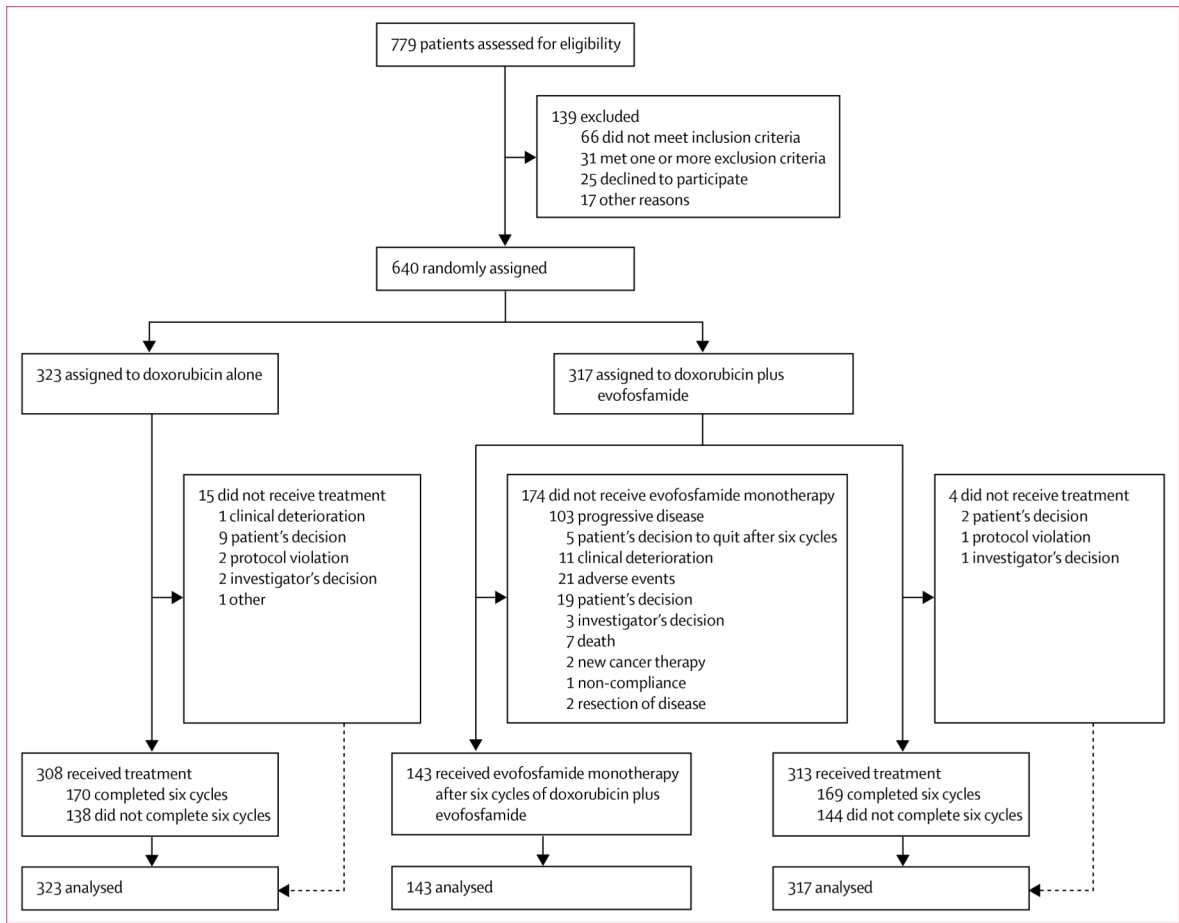 779 patients assessed for eligibility
139 excluded
66 did not meet inclusion criteria
31 met one or more exclusion criteria
25 declined to participate
17 other reasons
640 randomly assigned
323 assigned to doxorubicin alone
317 assigned to doxorubicin plus
evofosfamide
15 did not receive treatment
1 clinical deterioration
9 patient's decision
2 protocol violation
2 investigator's decision
1 other
174 did not receive evofosfamide monotherapy
103 progressive disease
5 patient's decision to quit after six cycles
11 clinical deterioration
21 adverse events
19 patient's decision
3 investigator's decision
7 death
2 new cancer therapy
1 non-compliance
2 resection of disease
4 did not receive treatment
2 patient's decision
1 protocol violation
1 investigator's decision
308 received treatment
170 completed six cycles
138 did not complete six cycles
143 received evofosfamide monotherapy
after six cycles of doxorubicin plus
evofosfamide
313 received treatment
169 completed six cycles
144 did not complete six cycles
323 analysed
143 analysed
317 analysed